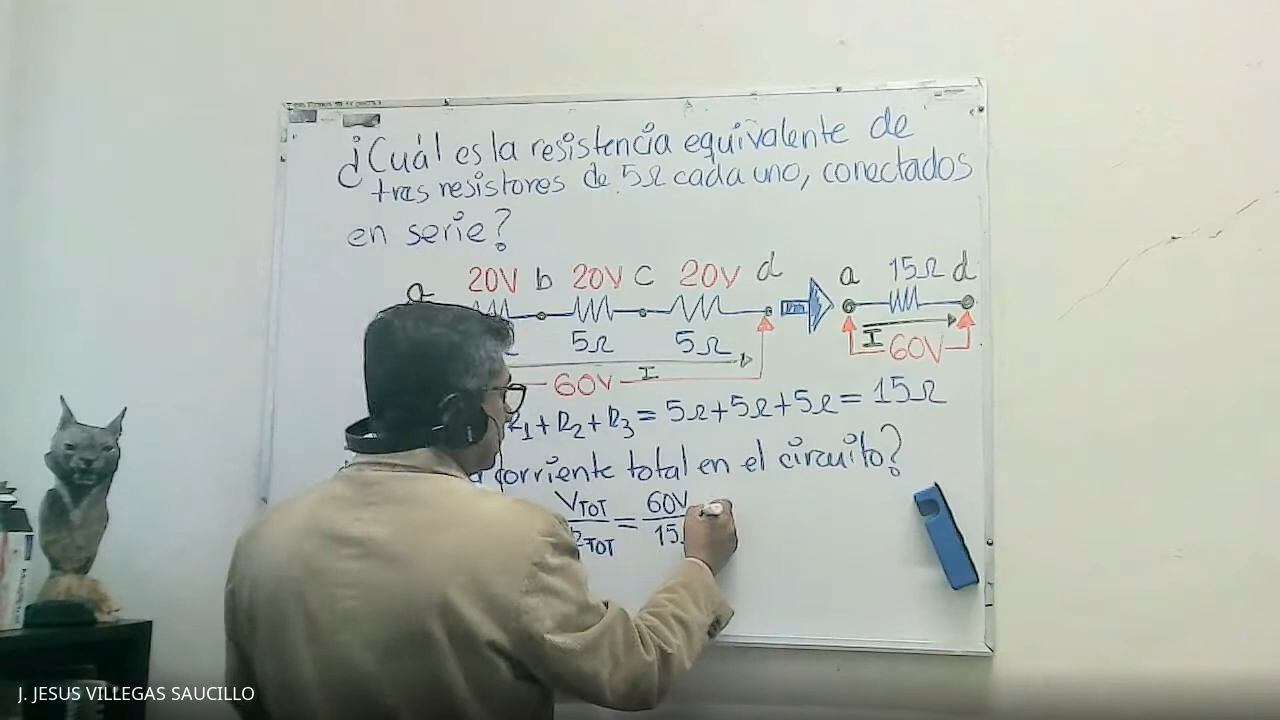 ¿Cuál es la resistencia equivalente de
tres resistores de 5Ω cada uno, conectados
en serie?
a 20V b 20V c 20V d
5Ω 5Ω
I
60V
a 15Ω d
I
60V
R1+R2+R3 = 5Ω+5Ω+5Ω = 15Ω
corriente total en el circuito?
VTOT/RTOT = 60V/15
J. JESUS VILLEGAS SAUCILLO